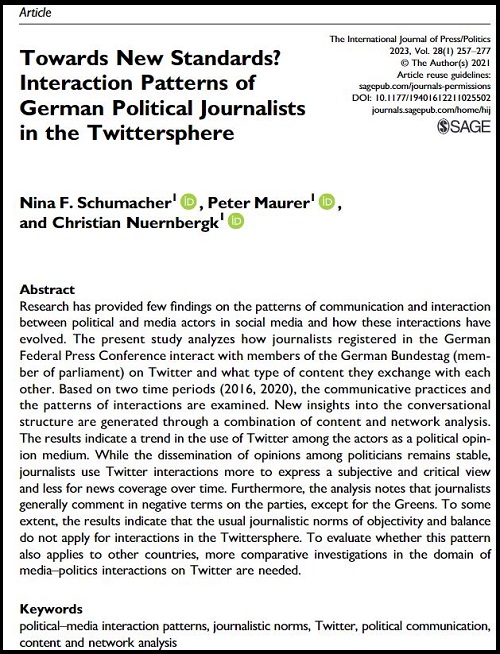 Article
The International Journal of Press/Politics
2023, Vol. 28(1) 257–277
© The Author(s) 2021
Article reuse guidelines:
sagepub.com/journals-permissions
DOI: 10.1177/19401612211025502
journals.sagepub.com/home/hij
SAGE
Towards New Standards?
Interaction Patterns of
German Political Journalists
in the Twittersphere
Nina F. Schumacher¹ iD, Peter Maurer¹ iD,
and Christian Nuernbergk¹ iD
Abstract
Research has provided few findings on the patterns of communication and interaction
between political and media actors in social media and how these interactions have
evolved. The present study analyzes how journalists registered in the German
Federal Press Conference interact with members of the German Bundestag (mem-
ber of parliament) on Twitter and what type of content they exchange with each
other. Based on two time periods (2016, 2020), the communicative practices and
the patterns of interactions are examined. New insights into the conversational
structure are generated through a combination of content and network analysis.
The results indicate a trend in the use of Twitter among the actors as a political opin-
ion medium. While the dissemination of opinions among politicians remains stable,
journalists use Twitter interactions more to express a subjective and critical view
and less for news coverage over time. Furthermore, the analysis notes that journalists
generally comment in negative terms on the parties, except for the Greens. To some
extent, the results indicate that the usual journalistic norms of objectivity and balance
do not apply for interactions in the Twittersphere. To evaluate whether this pattern
also applies to other countries, more comparative investigations in the domain of
media–politics interactions on Twitter are needed.
Keywords
political–media interaction patterns, journalistic norms, Twitter, political communication,
content and network analysis